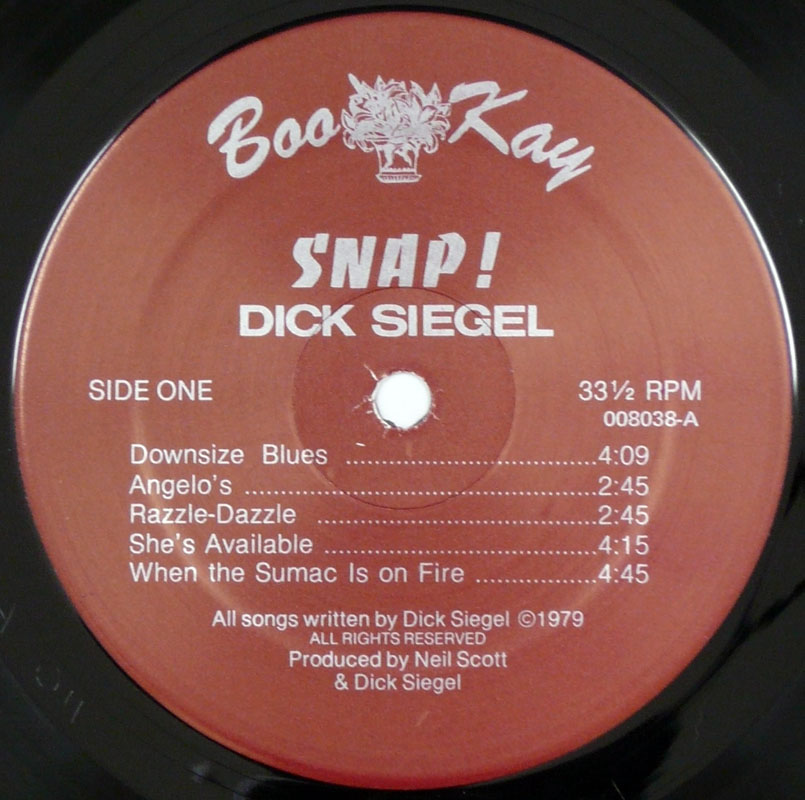 Boo Kay
SNAP!
DICK SIEGEL
SIDE ONE
33½ RPM
008038-A
Downsize Blues ..................................4:09
Angelo's ................................................2:45
Razzle-Dazzle ......................................2:45
She's Available .....................................4:15
When the Sumac Is on Fire ................4:45
All songs written by Dick Siegel ©1979
ALL RIGHTS RESERVED
Produced by Neil Scott
& Dick Siegel